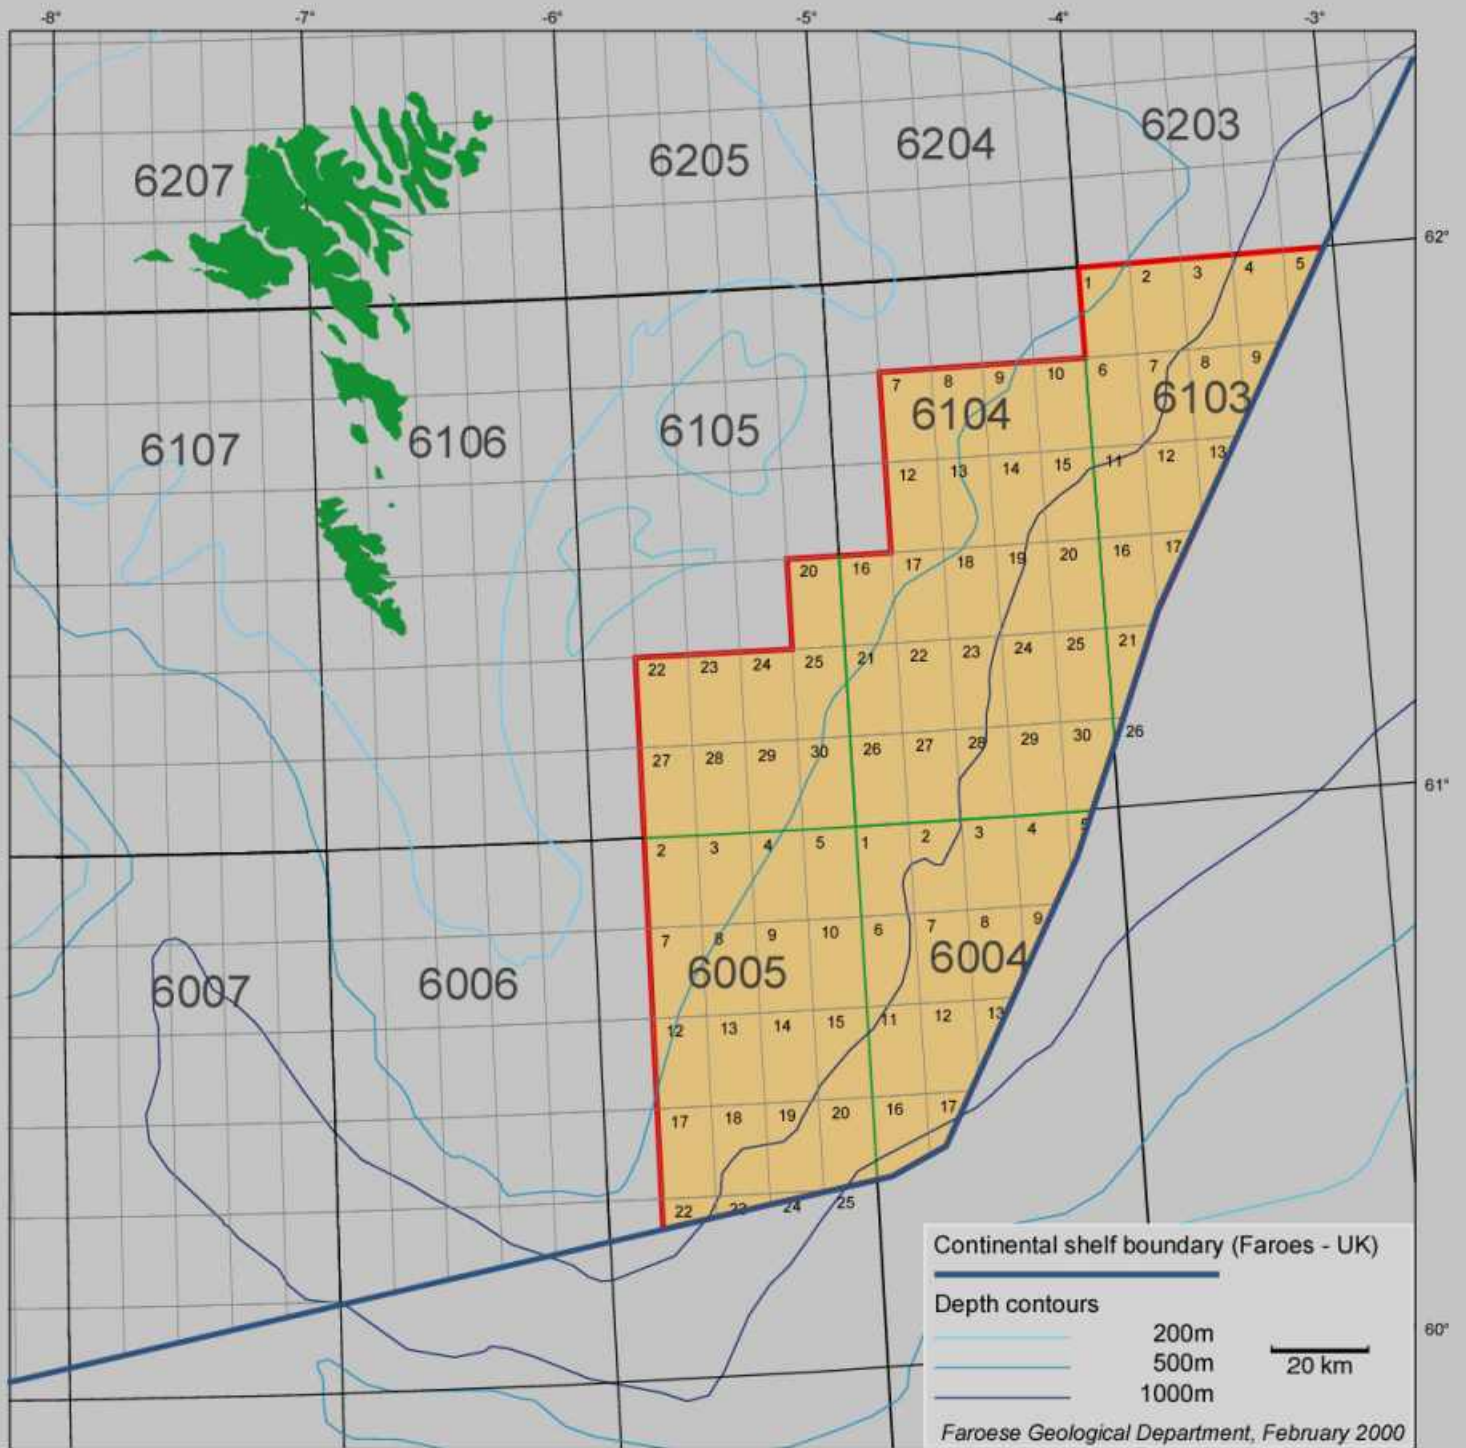 -8° -7° -6° -5° -4° -3°
6203
6204
6205
6207
62°
1 2 3 4 5
6 7 8 9
7 8 9 10
6103
6104
6105
6106
6107
12 13 14 15 11 12 13
20 16 17 18 19 20 16 17
22 23 24 25 21 22 23 24 25 21
27 28 29 30 26 27 28 29 30 26
61°
2 3 4 5 1 2 3 4 5
7 8 9 10 6 7 8 9
6004
6005
6006
6007
12 13 14 15 11 12 13
17 18 19 20 16 17
22 23 24 25
Continental shelf boundary (Faroes - UK)
Depth contours
200m
500m
1000m
20 km
60°
Faroese Geological Department, February 2000